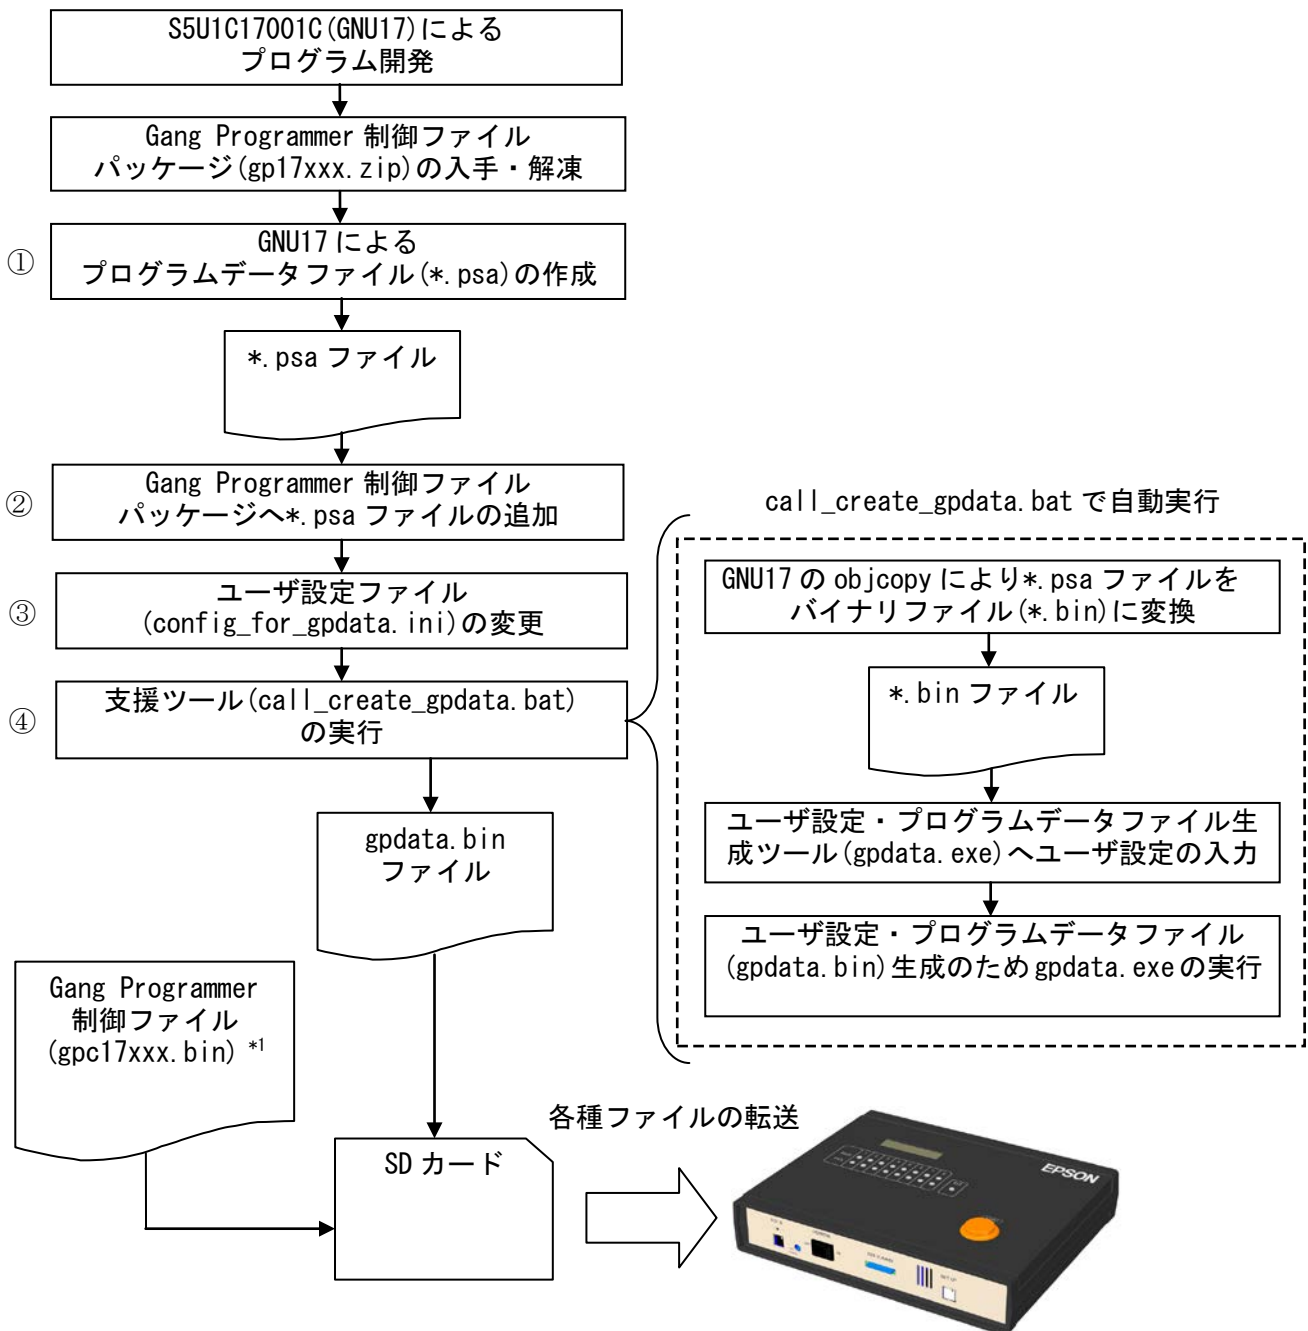 S5U1C17001C(GNU17)による
プログラム開発
Gang Programmer 制御ファイル
パッケージ(gp17xxx.zip)の入手・解凍
①
GNU17 による
プログラムデータファイル(*.psa)の作成
*.psa ファイル
②
Gang Programmer 制御ファイル
パッケージへ*.psa ファイルの追加
③
ユーザ設定ファイル
(config_for_gpdata.ini)の変更
④
支援ツール(call_create_gpdata.bat)
の実行
call_create_gpdata.bat で自動実行
GNU17 の objcopy により*.psa ファイルを
バイナリファイル(*.bin)に変換
*.bin ファイル
ユーザ設定・プログラムデータファイル生
成ツール(gpdata.exe)へユーザ設定の入力
ユーザ設定・プログラムデータファイル
(gpdata.bin)生成のため gpdata.exe の実行
gpdata.bin
ファイル
Gang Programmer
制御ファイル
(gpc17xxx.bin) *1
SD カード
各種ファイルの転送
EPSON